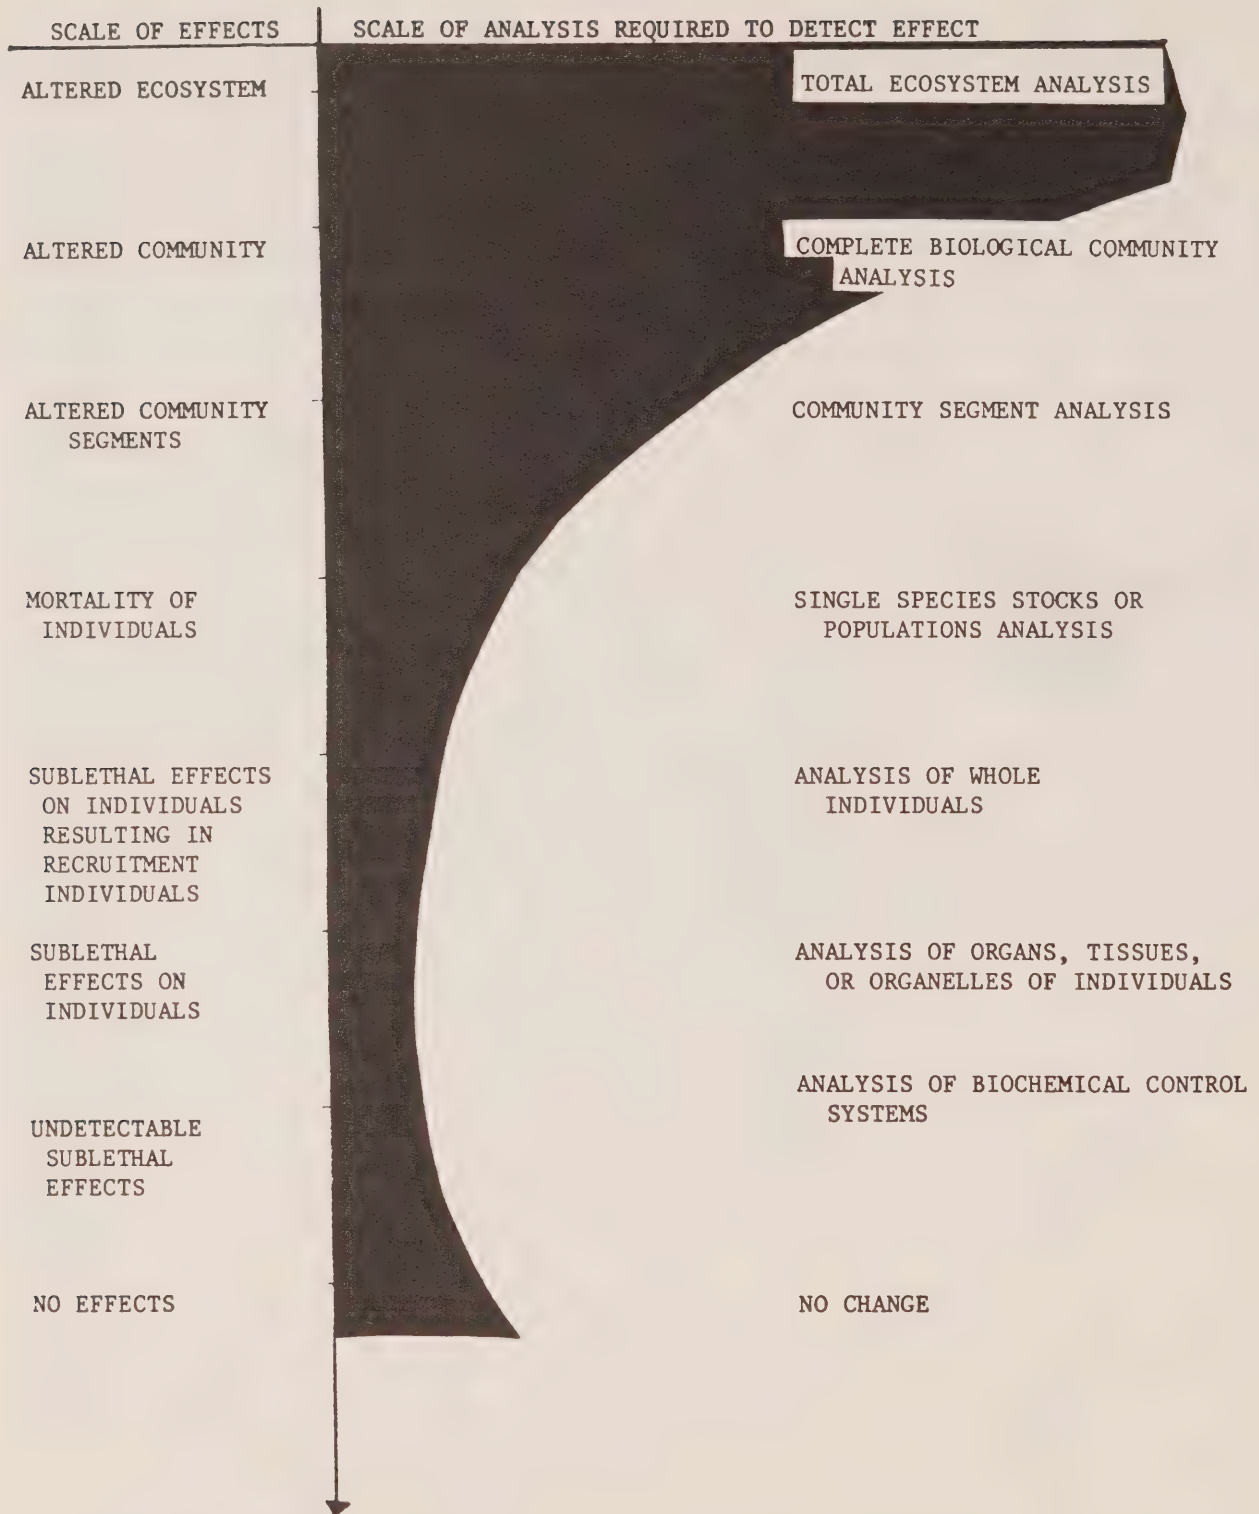 SCALE OF EFFECTS
SCALE OF ANALYSIS REQUIRED TO DETECT EFFECT
ALTERED ECOSYSTEM
TOTAL ECOSYSTEM ANALYSIS
ALTERED COMMUNITY
COMPLETE BIOLOGICAL COMMUNITY
ANALYSIS
ALTERED COMMUNITY
SEGMENTS
COMMUNITY SEGMENT ANALYSIS
MORTALITY OF
INDIVIDUALS
SINGLE SPECIES STOCKS OR
POPULATIONS ANALYSIS
SUBLETHAL EFFECTS
ON INDIVIDUALS
RESULTING IN
RECRUITMENT
INDIVIDUALS
ANALYSIS OF WHOLE
INDIVIDUALS
SUBLETHAL
EFFECTS ON
INDIVIDUALS
ANALYSIS OF ORGANS, TISSUES,
OR ORGANELLES OF INDIVIDUALS
UNDETECTABLE
SUBLETHAL
EFFECTS
ANALYSIS OF BIOCHEMICAL CONTROL
SYSTEMS
NO EFFECTS
NO CHANGE